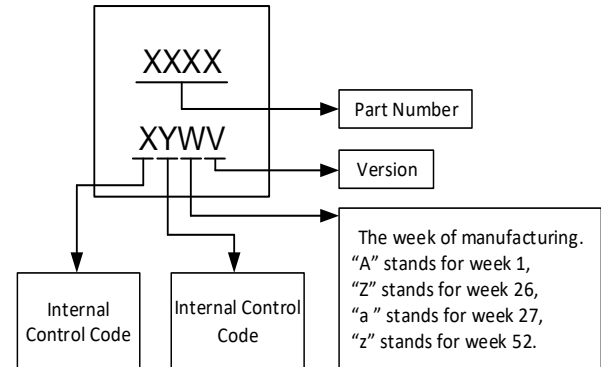 XXXX
Part Number
XYWV
Version
The week of manufacturing.
“A” stands for week 1,
“Z” stands for week 26,
“a ” stands for week 27,
“z” stands for week 52.
Internal
Control Code
Internal Control
Code